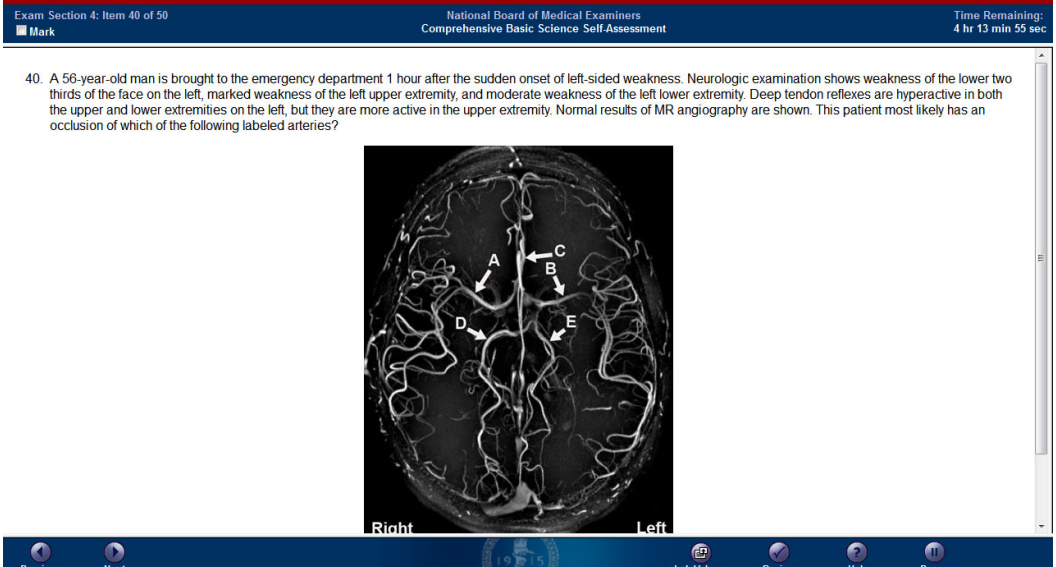 Exam Section 4: Item 40 of 50
National Board of Medical Examiners
Time Remaining:
Mark
Comprehensive Basic Science Self-Assessment
4 hr 13 min 55 sec
40. A 56-year-old man is brought to the emergency department 1 hour after the sudden onset of left-sided weakness. Neurologic examination shows weakness of the lower two
thirds of the face on the left, marked weakness of the left upper extremity, and moderate weakness of the left lower extremity. Deep tendon reflexes are hyperactive in both
the upper and lower extremities on the left, but they are more active in the upper extremity. Normal results of MR angiography are shown. This patient most likely has an
occlusion of which of the following labeled arteries?
C
A
B
D
E
Right
Left